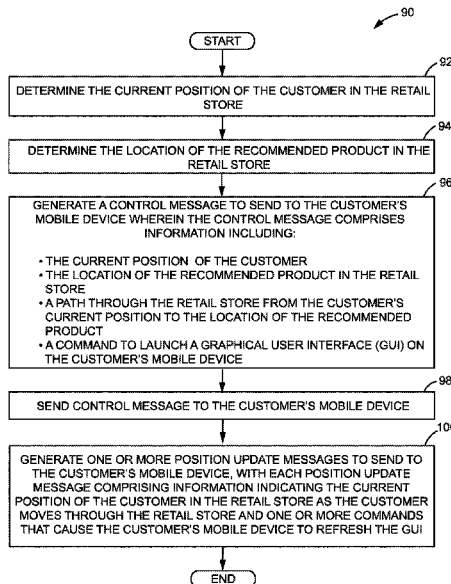 90
START
92
DETERMINE THE CURRENT POSITION OF THE CUSTOMER IN THE RETAIL
STORE
94
DETERMINE THE LOCATION OF THE RECOMMENDED PRODUCT IN THE
RETAIL STORE
96
GENERATE A CONTROL MESSAGE TO SEND TO THE CUSTOMER'S
MOBILE DEVICE WHEREIN THE CONTROL MESSAGE COMPRISES
INFORMATION INCLUDING:
• THE CURRENT POSITION OF THE CUSTOMER
• THE LOCATION OF THE RECOMMENDED PRODUCT IN THE RETAIL
STORE
• A PATH THROUGH THE RETAIL STORE FROM THE CUSTOMER'S
CURRENT POSITION TO THE LOCATION OF THE RECOMMENDED
PRODUCT
• A COMMAND TO LAUNCH A GRAPHICAL USER INTERFACE (GUI) ON
THE CUSTOMER'S MOBILE DEVICE
98
SEND CONTROL MESSAGE TO THE CUSTOMER'S MOBILE DEVICE
GENERATE ONE OR MORE POSITION UPDATE MESSAGES TO SEND TO
THE CUSTOMER'S MOBILE DEVICE, WITH EACH POSITION UPDATE
MESSAGE COMPRISING INFORMATION INDICATING THE CURRENT
POSITION OF THE CUSTOMER IN THE RETAIL STORE AS THE CUSTOMER
MOVES THROUGH THE RETAIL STORE AND ONE OR MORE COMMANDS
THAT CAUSE THE CUSTOMER'S MOBILE DEVICE TO REFRESH THE GUI
END